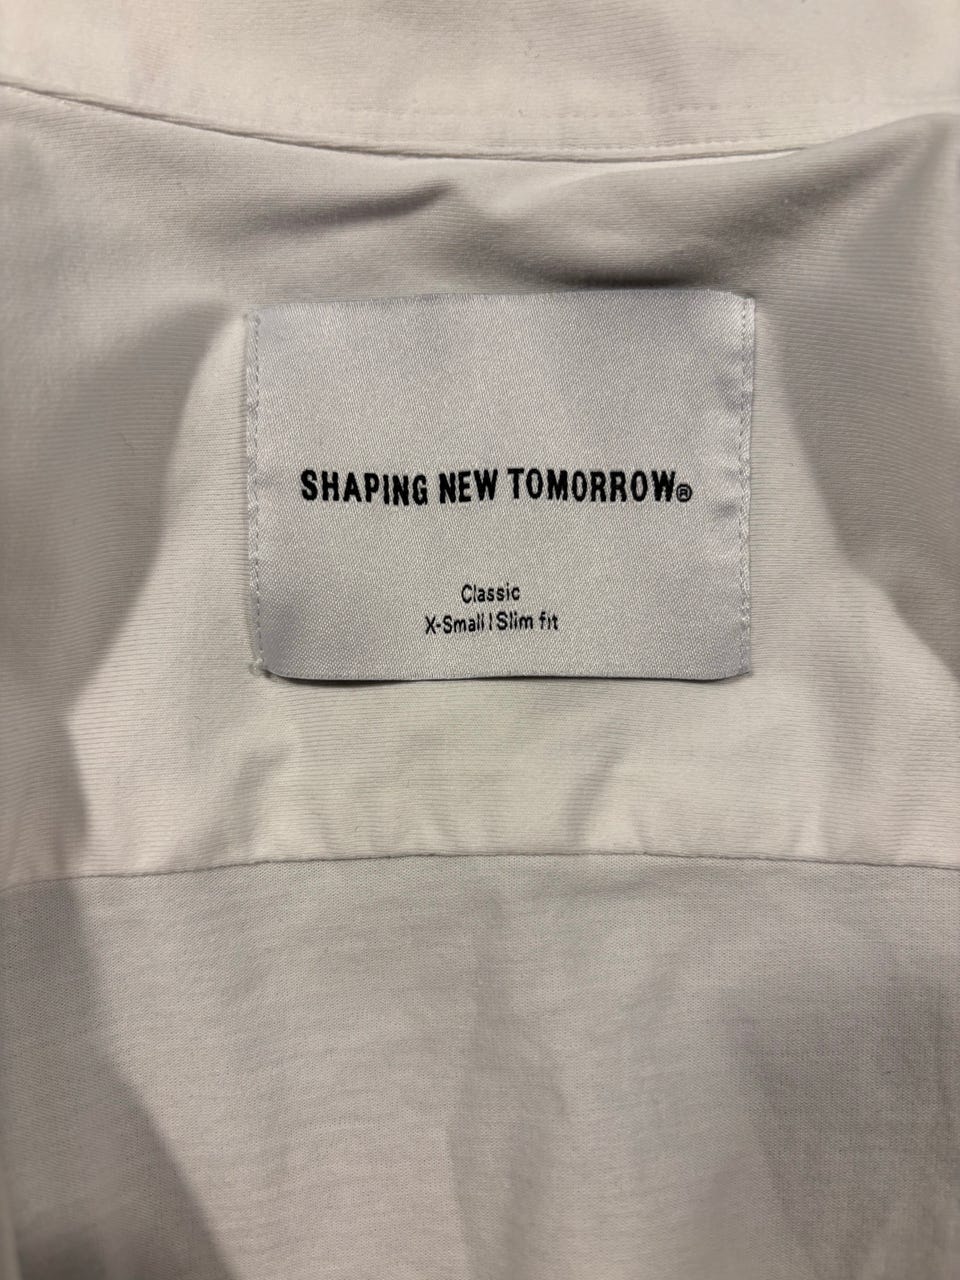 SHAPING NEW TOMORROW®
Classic
X-Small | Slim fit